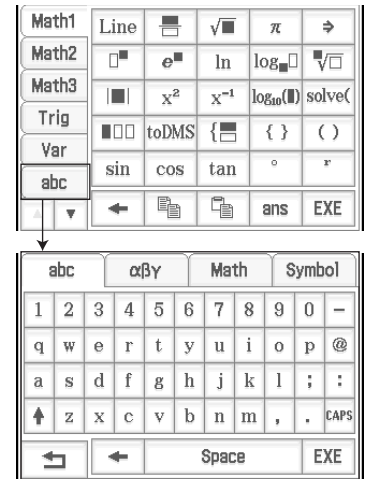 Math1 Line √■ π ⇒
Math2 □■ e■ ln log■□ ■√□
Math3 |■| x² x⁻¹ log₁₀(■) solve(
Trig ■□□ toDMS { { } ( )
Var
abc sin cos tan ° r
▲ ▼ ← ans EXE
abc αβγ Math Symbol
1 2 3 4 5 6 7 8 9 0 −
q w e r t y u i o p @
a s d f g h j k l ; :
↑ z x c v b n m , . CAPS
← Space EXE